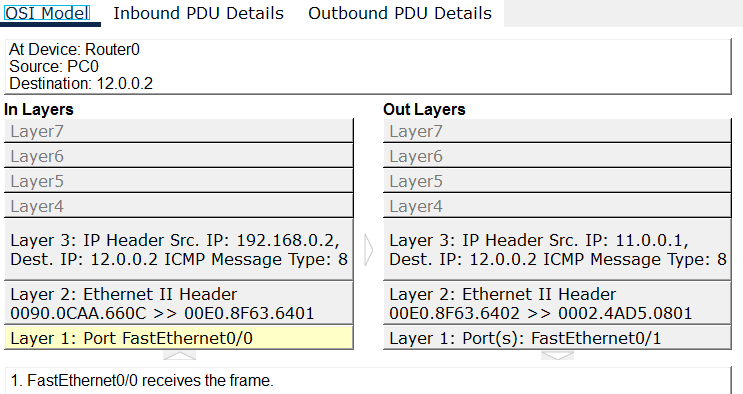 OSI Model Inbound PDU Details Outbound PDU Details
At Device: Router0
Source: PC0
Destination: 12.0.0.2
In Layers
Layer7
Layer6
Layer5
Layer4
Layer 3: IP Header Src. IP: 192.168.0.2,
Dest. IP: 12.0.0.2 ICMP Message Type: 8
Layer 2: Ethernet II Header
0090.0CAA.660C >> 00E0.8F63.6401
Layer 1: Port FastEthernet0/0
Out Layers
Layer7
Layer6
Layer5
Layer4
Layer 3: IP Header Src. IP: 11.0.0.1,
Dest. IP: 12.0.0.2 ICMP Message Type: 8
Layer 2: Ethernet II Header
00E0.8F63.6402 >> 0002.4AD5.0801
Layer 1: Port(s): FastEthernet0/1
1. FastEthernet0/0 receives the frame.